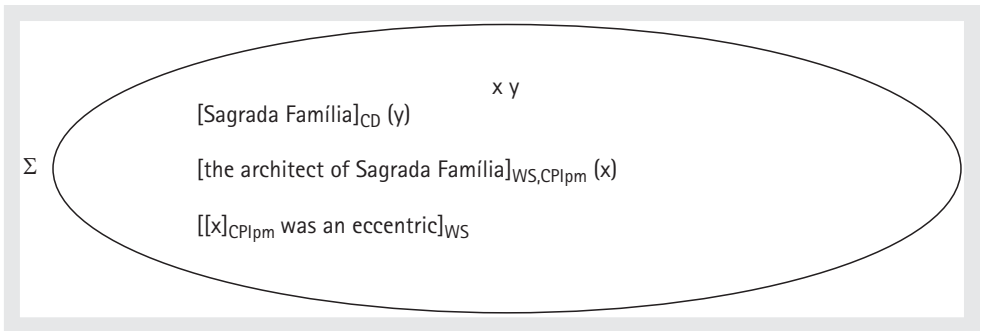 x y
[Sagrada Família]CD (y)
Σ
[the architect of Sagrada Família]WS,CPIpm (x)
[[x]CPIpm was an eccentric]WS